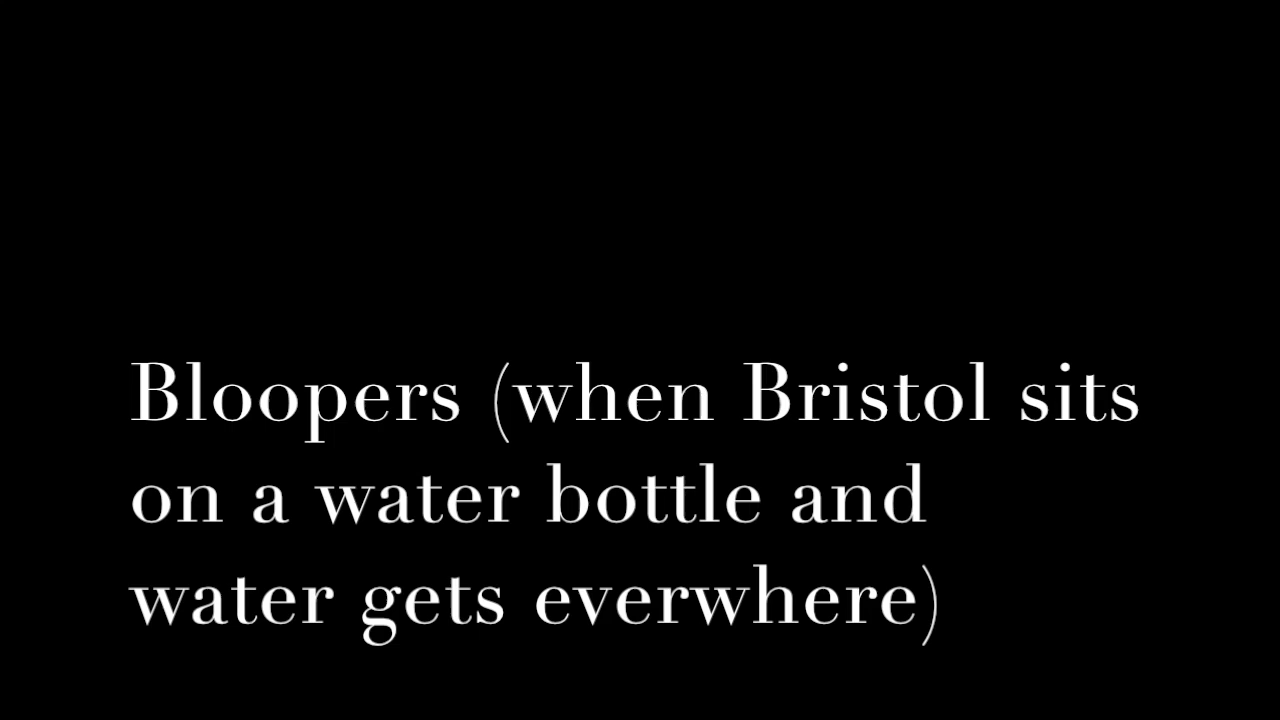 Bloopers (when Bristol sits
on a water bottle and
water gets everwhere)